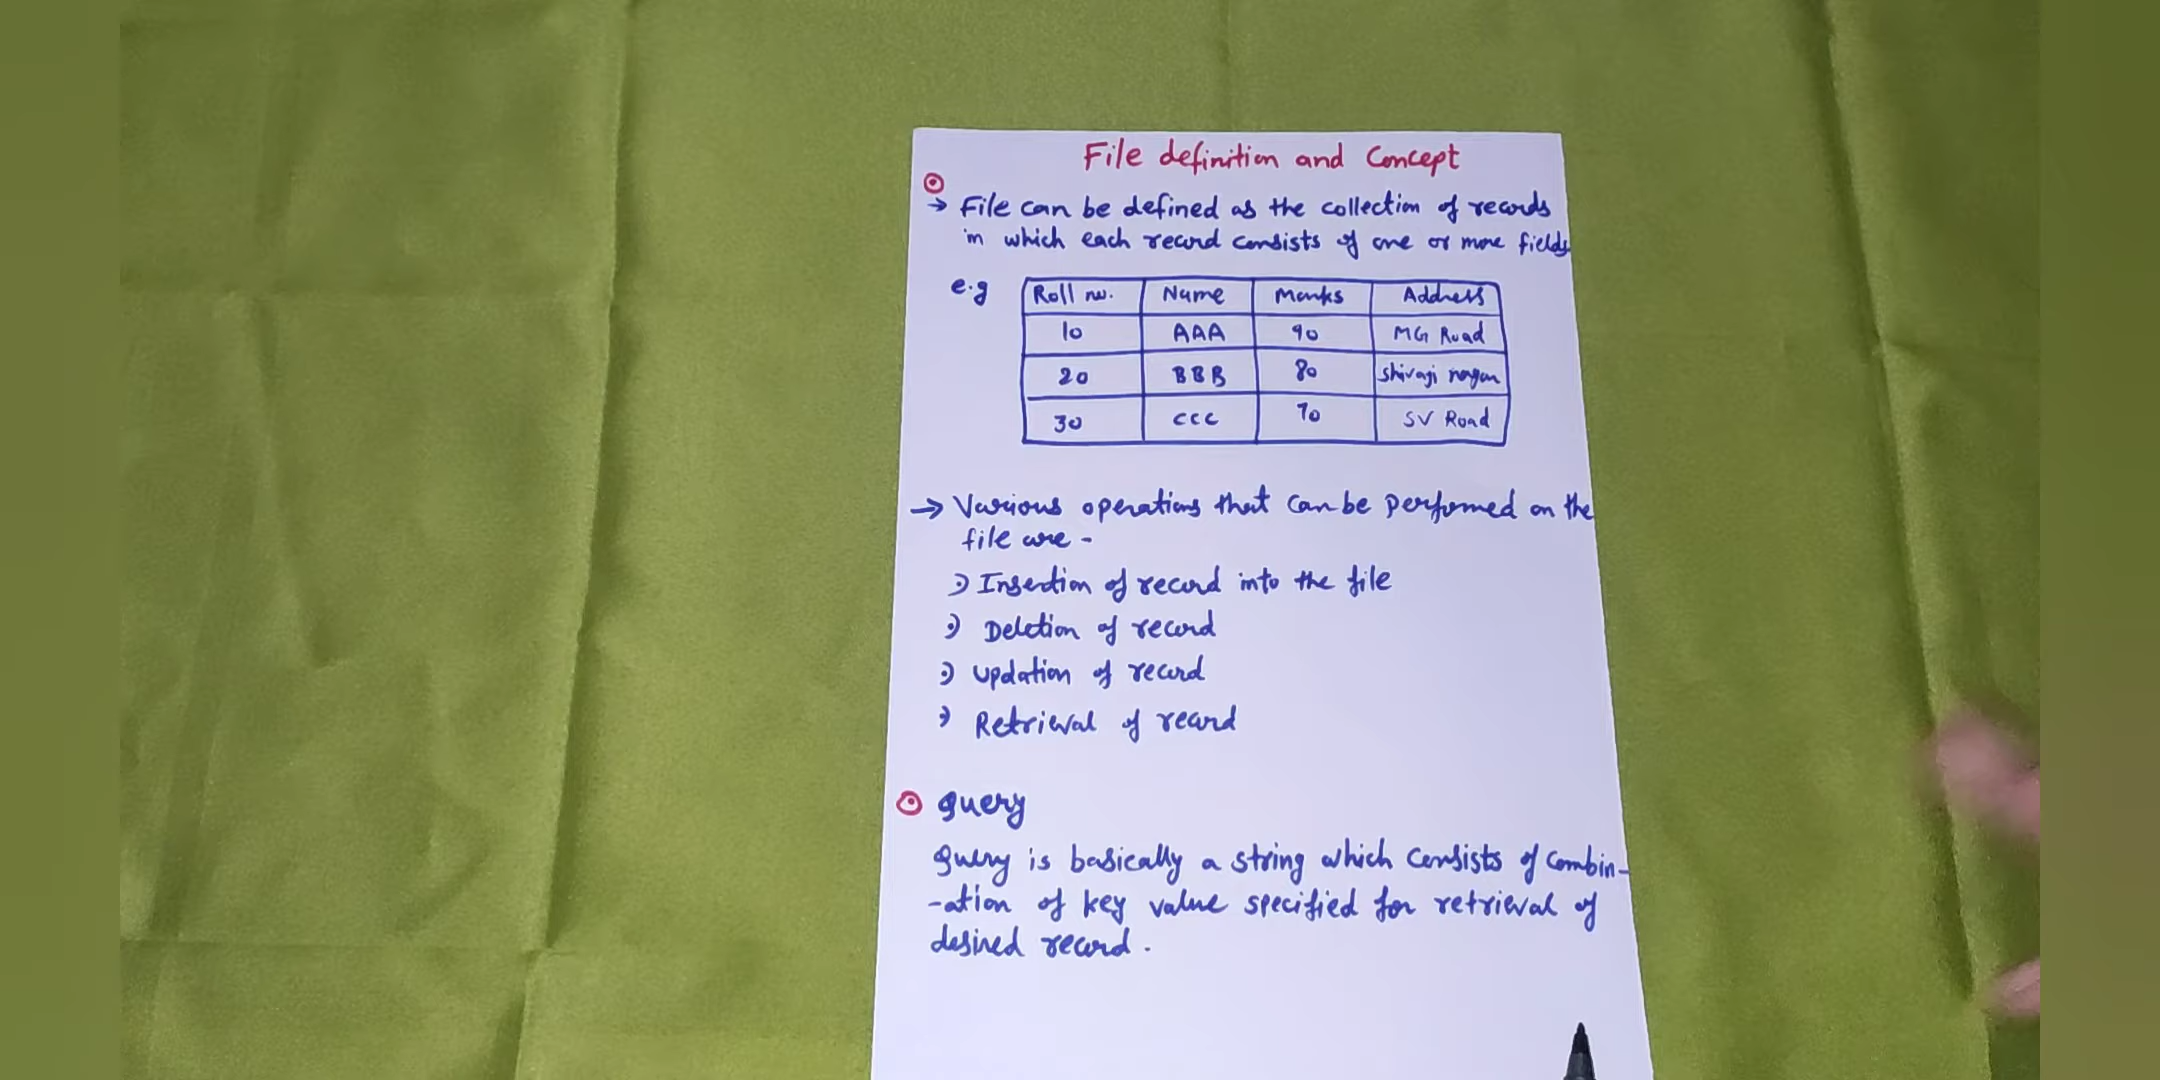 File definition and Concept
→ File can be defined as the collection of records
in which each record consists of one or more fields
e.g
Roll no. Name Marks Address
10 AAA 90 MG Road
20 BBB 80 Shivaji nagar
30 CCC 70 SV Road
→ Various operations that can be performed on the
file are -
Insertion of record into the file
Deletion of record
Updation of record
Retrieval of record
Query
Query is basically a string which consists of combin-
-ation of key value specified for retrieval of
desired record.